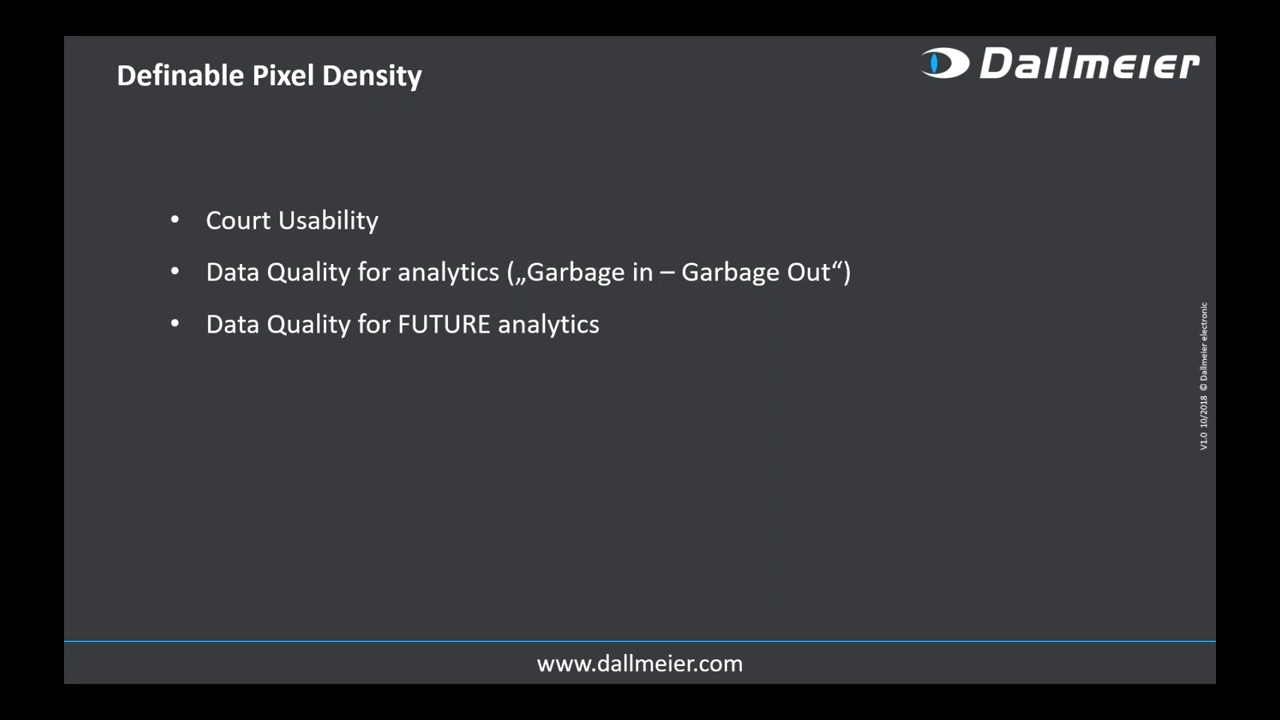 Definable Pixel Density
Dallmeier
• Court Usability
• Data Quality for analytics („Garbage in – Garbage Out“)
• Data Quality for FUTURE analytics
V1.0 10/2018 © Dallmeier electronic
www.dallmeier.com